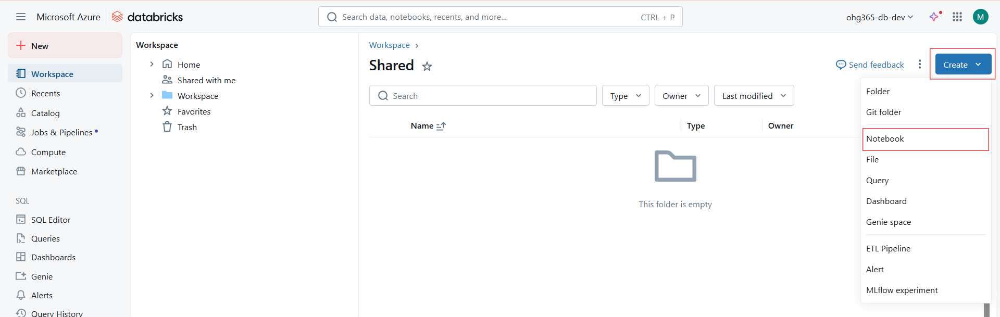 Microsoft Azure databricks
Search data, notebooks, recents, and more... CTRL + P
ohg365-db-dev
M
New
Workspace
Recents
Catalog
Jobs & Pipelines
Compute
Marketplace
SQL
SQL Editor
Queries
Dashboards
Genie
Alerts
Query History
Workspace
Home
Shared with me
Workspace
Favorites
Trash
Workspace
Shared
Send feedback
Create
Search
Type
Owner
Last modified
Name Type Owner
This folder is empty
Folder
Git folder
Notebook
File
Query
Dashboard
Genie space
ETL Pipeline
Alert
MLflow experiment